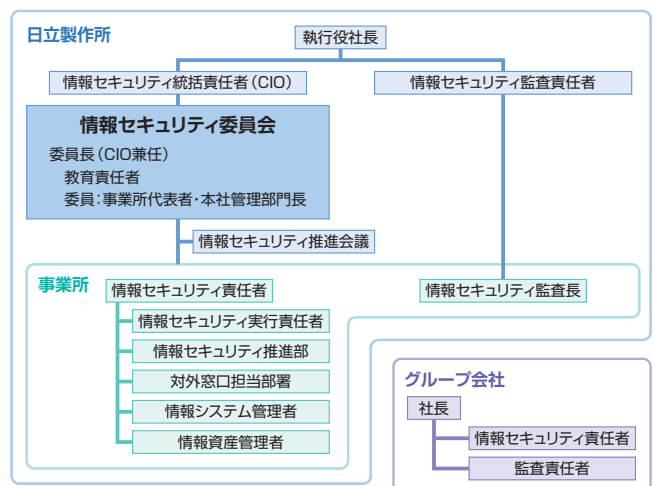 日立製作所
執行役社長
情報セキュリティ統括責任者(CIO)
情報セキュリティ監査責任者
情報セキュリティ委員会
委員長(CIO兼任)
教育責任者
委員:事業所代表者・本社管理部門長
情報セキュリティ推進会議
事業所
情報セキュリティ責任者
情報セキュリティ監査長
情報セキュリティ実行責任者
情報セキュリティ推進部
対外窓口担当部署
情報システム管理者
情報資産管理者
グループ会社
社長
情報セキュリティ責任者
監査責任者